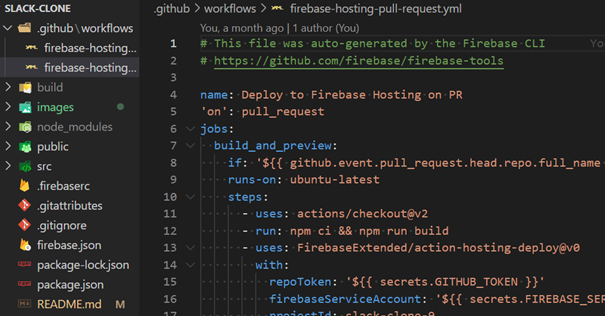 SLACK-CLONE
.github\workflows
firebase-hosting...
firebase-hosting...
build
images
node_modules
public
src
.firebaserc
.gitattributes
.gitignore
firebase.json
package-lock.json
package.json
README.md M
.github > workflows > firebase-hosting-pull-request.yml
You, a month ago | 1 author (You)
1 # This file was auto-generated by the Firebase CLI Yo
2 # https://github.com/firebase/firebase-tools
3
4 name: Deploy to Firebase Hosting on PR
5 'on': pull_request
6 jobs:
7 build_and_preview:
8 if: '${{ github.event.pull_request.head.repo.full_name
9 runs-on: ubuntu-latest
10 steps:
11 - uses: actions/checkout@v2
12 - run: npm ci && npm run build
13 - uses: FirebaseExtended/action-hosting-deploy@v0
14 with:
15 repoToken: '${{ secrets.GITHUB_TOKEN }}'
16 firebaseServiceAccount: '${{ secrets.FIREBASE_SER
17 projectId: slack-clone-9